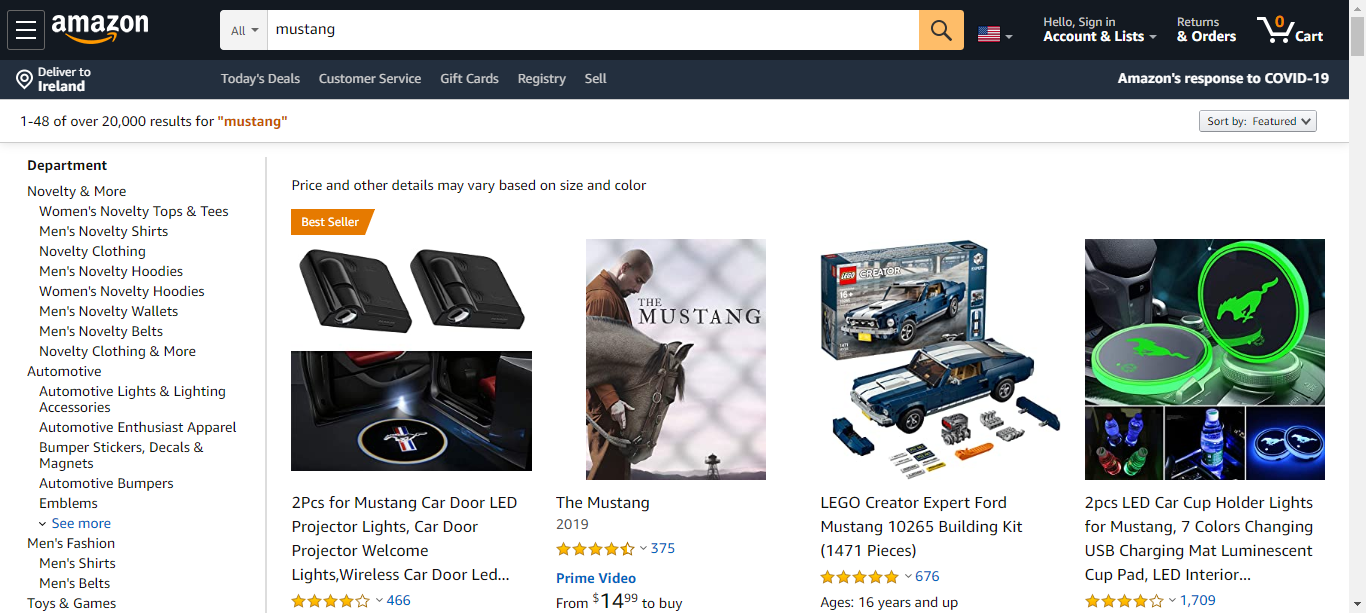 amazon
All
mustang
Hello, Sign in
Account & Lists
Returns
& Orders
0
Cart
Deliver to
Ireland
Today's Deals
Customer Service
Gift Cards
Registry
Sell
Amazon's response to COVID-19
1-48 of over 20,000 results for "mustang"
Sort by: Featured
Department
Novelty & More
Women's Novelty Tops & Tees
Men's Novelty Shirts
Novelty Clothing
Men's Novelty Hoodies
Women's Novelty Hoodies
Men's Novelty Wallets
Men's Novelty Belts
Novelty Clothing & More
Automotive
Automotive Lights & Lighting
Accessories
Automotive Enthusiast Apparel
Bumper Stickers, Decals &
Magnets
Automotive Bumpers
Emblems
See more
Men's Fashion
Men's Shirts
Men's Belts
Toys & Games
Price and other details may vary based on size and color
Best Seller
2Pcs for Mustang Car Door LED
Projector Lights, Car Door
Projector Welcome
Lights,Wireless Car Door Led...
466
THE
MUSTANG
The Mustang
2019
375
Prime Video
From $14.99 to buy
LEGO
CREATOR
16+
LEGO Creator Expert Ford
Mustang 10265 Building Kit
(1471 Pieces)
676
Ages: 16 years and up
2pcs LED Car Cup Holder Lights
for Mustang, 7 Colors Changing
USB Charging Mat Luminescent
Cup Pad, LED Interior...
1,709